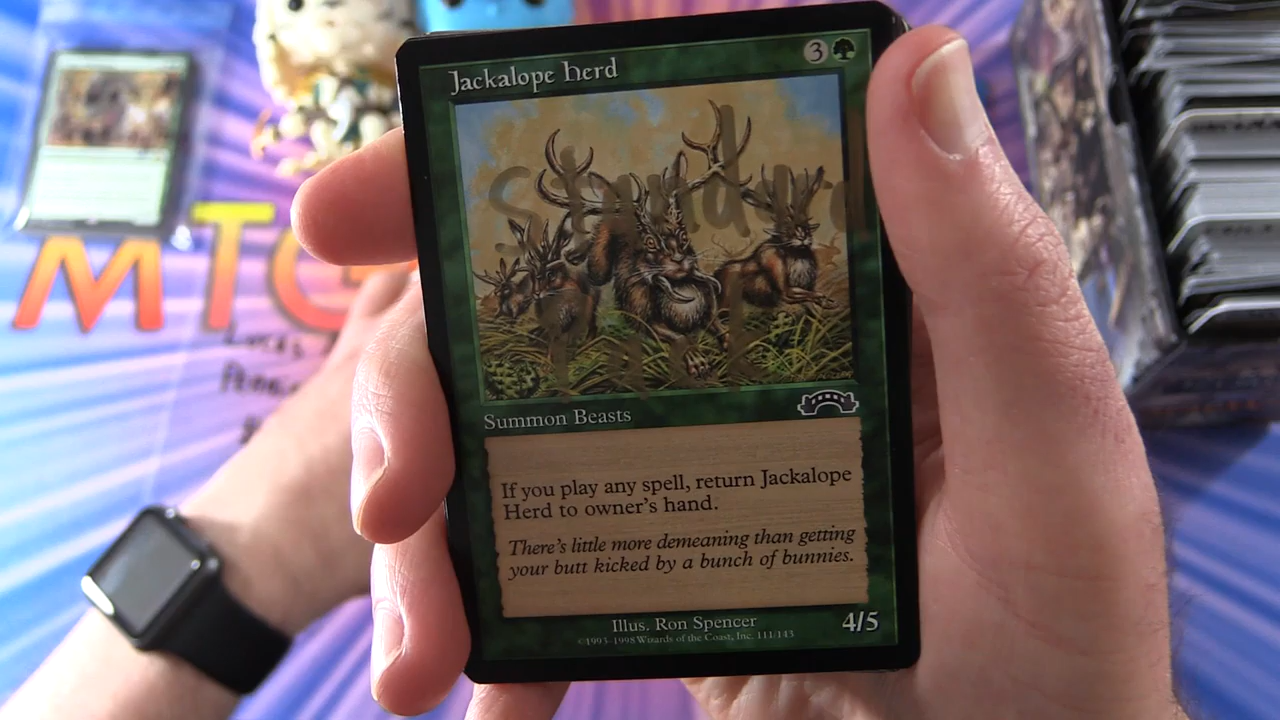 Jackalope Herd
3
Summon Beasts
If you play any spell, return Jackalope
Herd to owner's hand.
There's little more demeaning than getting
your butt kicked by a bunch of bunnies.
Illus. Ron Spencer
4/5
©1993-1998 Wizards of the Coast, Inc. 111/143
MTG
Lucas